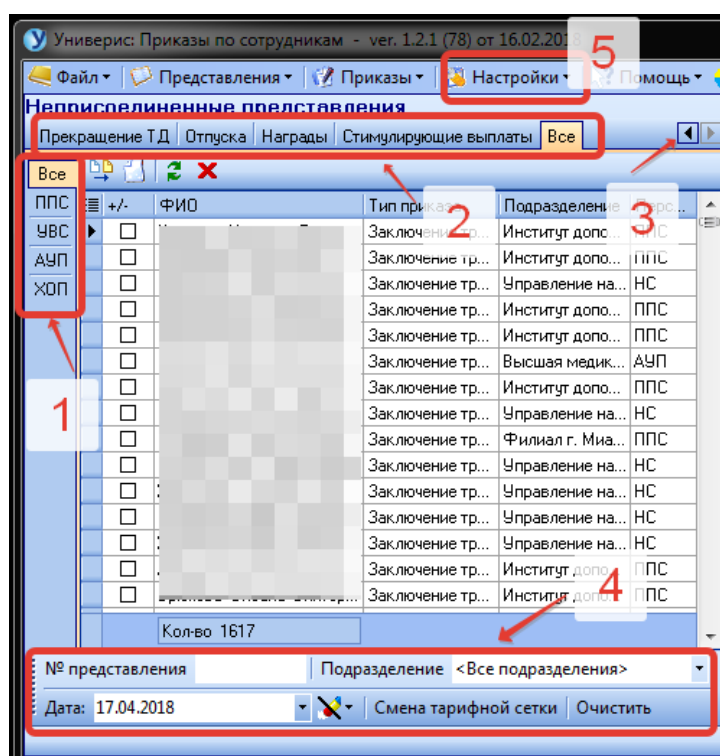 Универис: Приказы по сотрудникам - ver. 1.2.1 (78) от 16.02.2018
5
Файл Представления Приказы Настройки Помощь
Неприсоединенные представления
Прекращение ТД Отпуска Награды Стимулирующие выплаты Все
2
3
Все
ППС
УВС
АУП
ХОП
1
+/- ФИО Тип приказа Подразделение Перс...
Заключение тр... Институт допо... ППС
Заключение тр... Институт допо... ППС
Заключение тр... Управление на... НС
Заключение тр... Институт допо... ППС
Заключение тр... Институт допо... ППС
Заключение тр... Высшая медик... АУП
Заключение тр... Институт допо... ППС
Заключение тр... Управление на... НС
Заключение тр... Филиал г. Миа... ППС
Заключение тр... Управление на... НС
Заключение тр... Управление на... НС
Заключение тр... Управление на... НС
Заключение тр... Управление на... НС
Заключение тр... Институт допо... ППС
Заключение тр... Институт допо... ППС
4
Кол-во 1617
№ представления Подразделение <Все подразделения>
Дата: 17.04.2018 Смена тарифной сетки Очистить